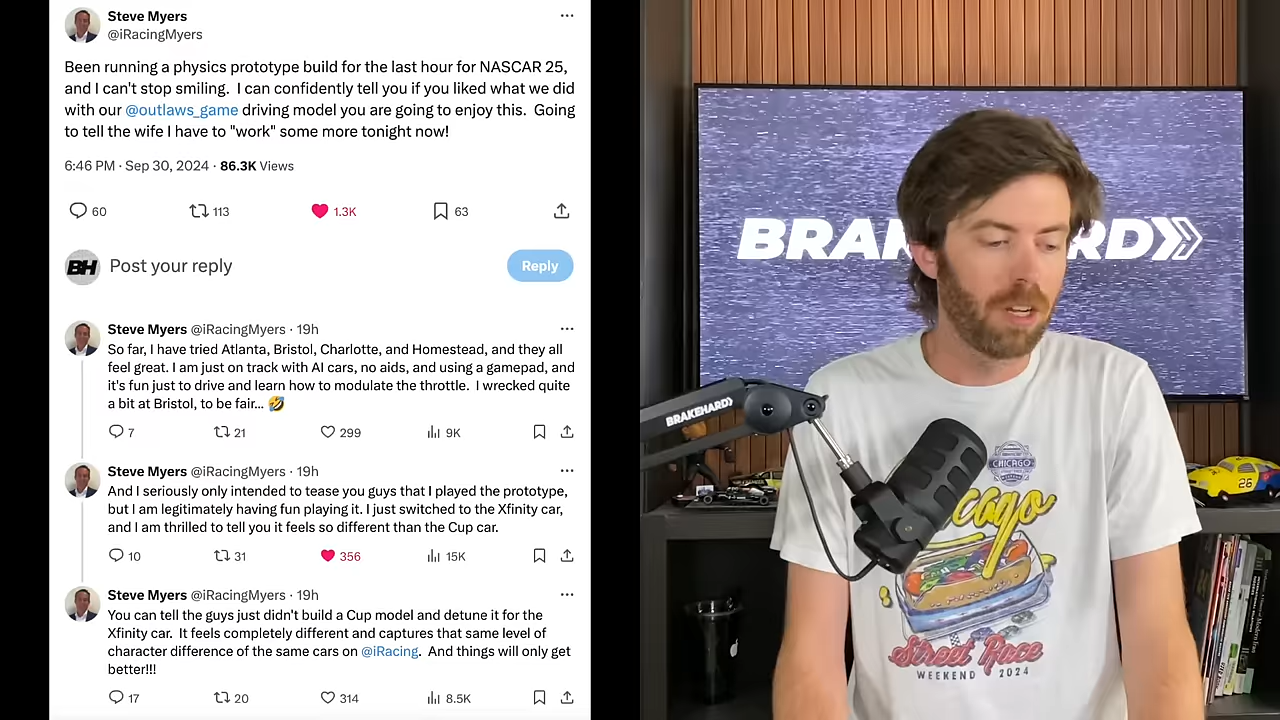 Steve Myers
@iRacingMyers
Been running a physics prototype build for the last hour for NASCAR 25,
and I can't stop smiling. I can confidently tell you if you liked what we did
with our @outlaws_game driving model you are going to enjoy this. Going
to tell the wife I have to "work" some more tonight now!
6:46 PM · Sep 30, 2024 · 86.3K Views
60 113 1.3K 63
BH Post your reply Reply
Steve Myers @iRacingMyers · 19h
So far, I have tried Atlanta, Bristol, Charlotte, and Homestead, and they all
feel great. I am just on track with AI cars, no aids, and using a gamepad, and
it's fun just to drive and learn how to modulate the throttle. I wrecked quite
a bit at Bristol, to be fair... 🤣
7 21 299 9K
Steve Myers @iRacingMyers · 19h
And I seriously only intended to tease you guys that I played the prototype,
but I am legitimately having fun playing it. I just switched to the Xfinity car,
and I am thrilled to tell you it feels so different than the Cup car.
10 31 356 15K
Steve Myers @iRacingMyers · 19h
You can tell the guys just didn't build a Cup model and detune it for the
Xfinity car. It feels completely different and captures that same level of
character difference of the same cars on @iRacing. And things will only get
better!!!
17 20 314 8.5K
BRA RD
BRAKEHARD
CHICAGO
cago
Street Race
WEEKEND 2024
26